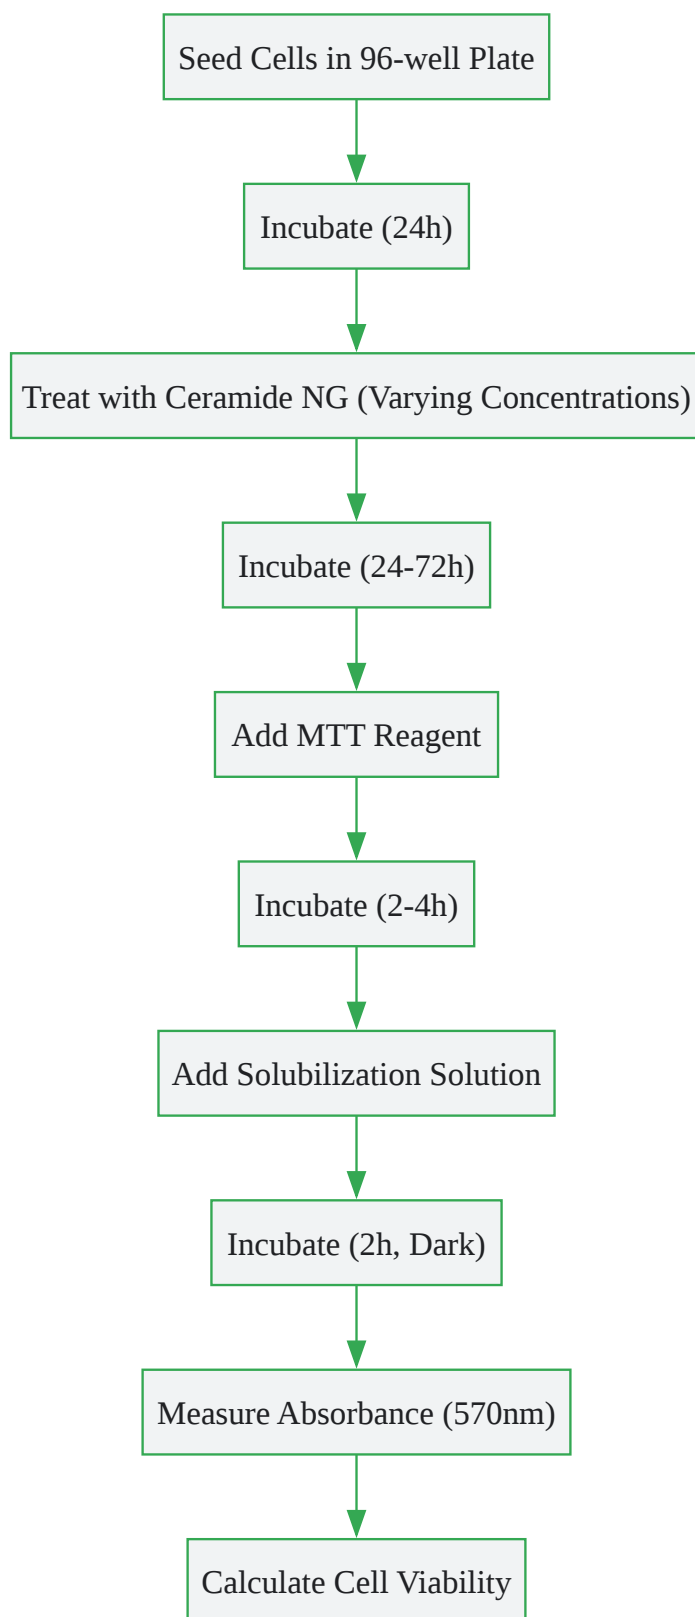 Seed Cells in 96-well Plate
Incubate (24h)
Treat with Ceramide NG (Varying Concentrations)
Incubate (24-72h)
Add MTT Reagent
Incubate (2-4h)
Add Solubilization Solution
Incubate (2h, Dark)
Measure Absorbance (570nm)
Calculate Cell Viability